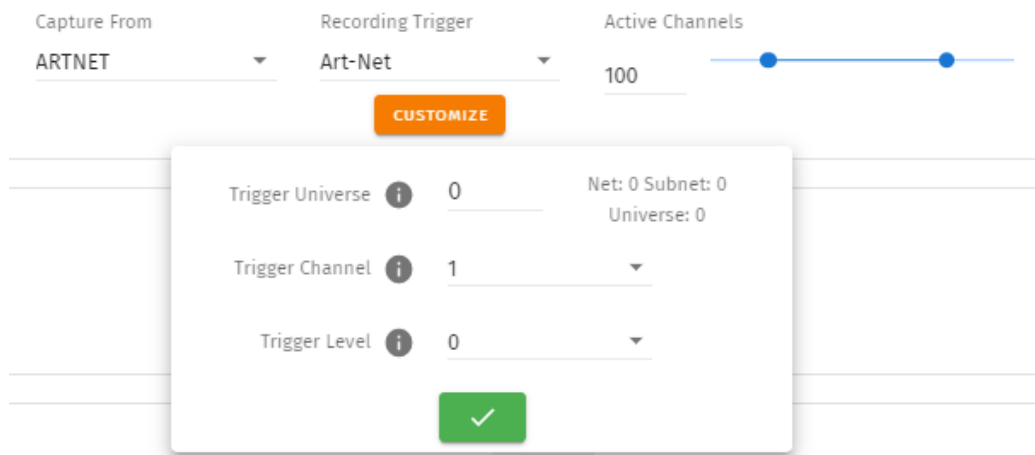 Capture From
Recording Trigger
Active Channels
ARTNET
Art-Net
100
CUSTOMIZE
Trigger Universe
0
Net: 0 Subnet: 0
Universe: 0
Trigger Channel
1
Trigger Level
0